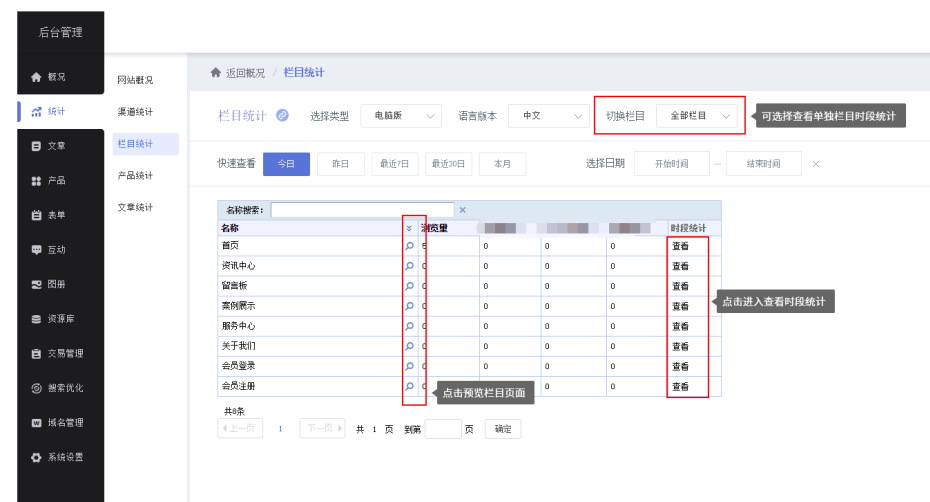 后台管理
概况
统计
文章
产品
表单
互动
图册
资源库
交易管理
搜索优化
域名管理
系统设置
网站概况
渠道统计
栏目统计
产品统计
文章统计
返回概况 / 栏目统计
栏目统计 选择类型 电脑版 语言版本 中文 切换栏目 全部栏目 可选择查看单独栏目时段统计
快速查看 今日 昨日 最近7日 最近30日 本月 选择日期 开始时间 — 结束时间 ×
名称搜索: ×
名称 浏览量 时段统计
首页 0 0 0 查看
资讯中心 0 0 0 0 查看
留言板 0 0 0 0 查看
案例展示 0 0 0 0 查看
服务中心 0 0 0 0 查看
关于我们 0 0 0 0 查看
会员登录 0 0 0 0 查看
会员注册 0 0 0 查看
点击进入查看时段统计
点击预览栏目页面
共8条
上一页 1 下一页 共 1 页 到第 页 确定